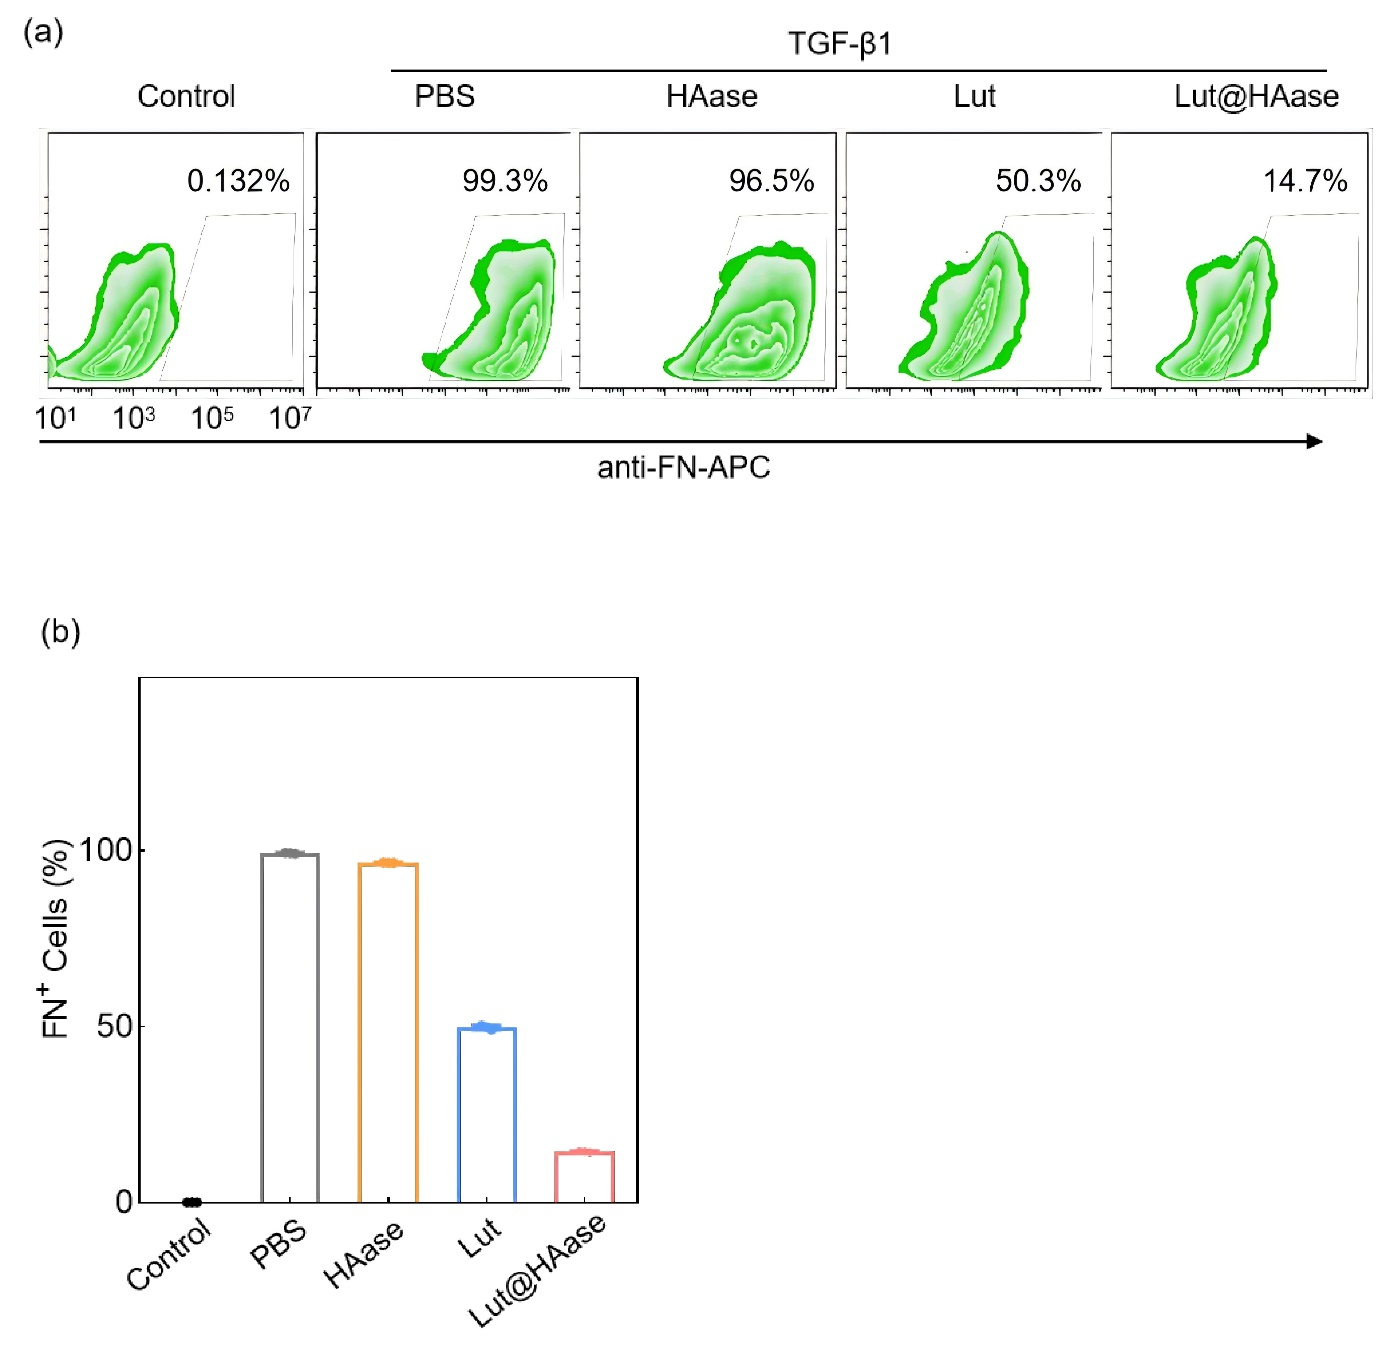 (a)
TGF-β1
Control PBS HAase Lut Lut@HAase
0.132% 99.3% 96.5% 50.3% 14.7%
10¹ 10³ 10⁵ 10⁷
anti-FN-APC
(b)
FN⁺ Cells (%)
100
50
0
Control PBS HAase Lut Lut@HAase